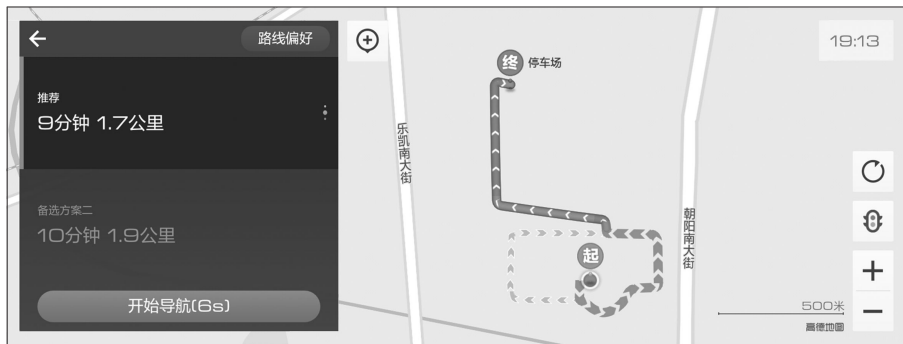 路线偏好
推荐
9分钟 1.7公里
备选方案二
10分钟 1.9公里
开始导航(6s)
终 停车场
乐凯南大街
起
朝阳南大街
19:13
500米
高德地图